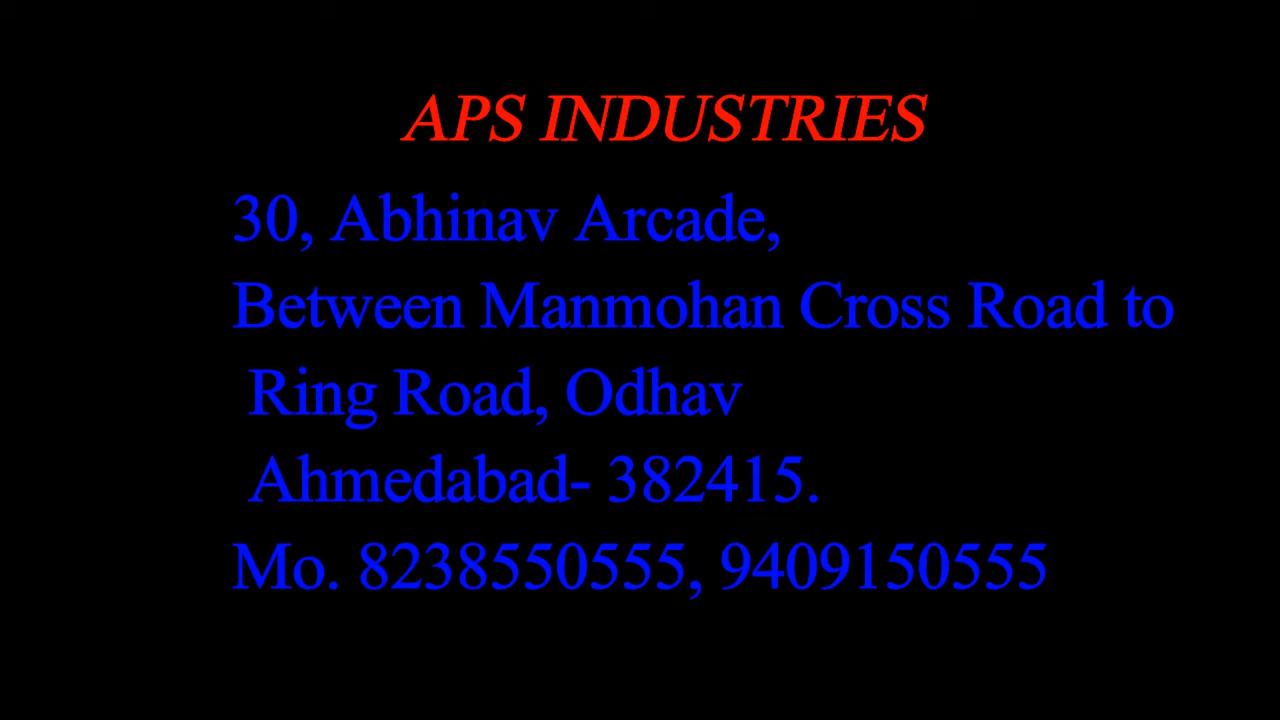 APS INDUSTRIES
30, Abhinav Arcade,
Between Manmohan Cross Road to
Ring Road, Odhav
Ahmedabad- 382415.
Mo. 8238550555, 9409150555